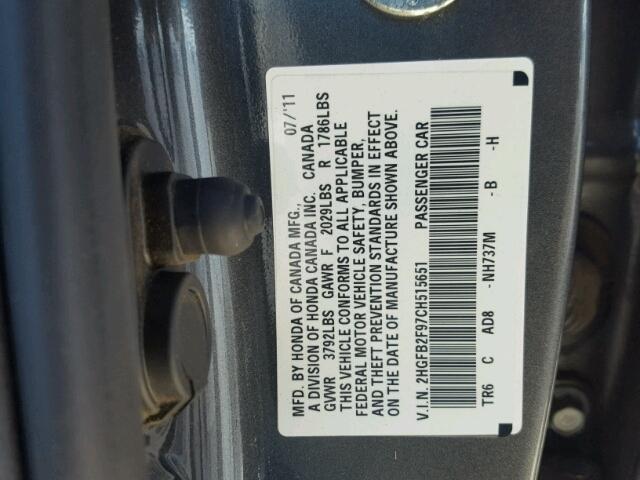 MFD. BY HONDA OF CANADA MFG., 07/'11
A DIVISION OF HONDA CANADA INC. CANADA
GVWR 3792LBS GAWR F 2029LBS R 1786LBS
THIS VEHICLE CONFORMS TO ALL APPLICABLE
FEDERAL MOTOR VEHICLE SAFETY, BUMPER,
AND THEFT PREVENTION STANDARDS IN EFFECT
ON THE DATE OF MANUFACTURE SHOWN ABOVE.
V.I.N. 2HGFB2F97CH515651 PASSENGER CAR
TR6 C AD8 -NH737M -B -H